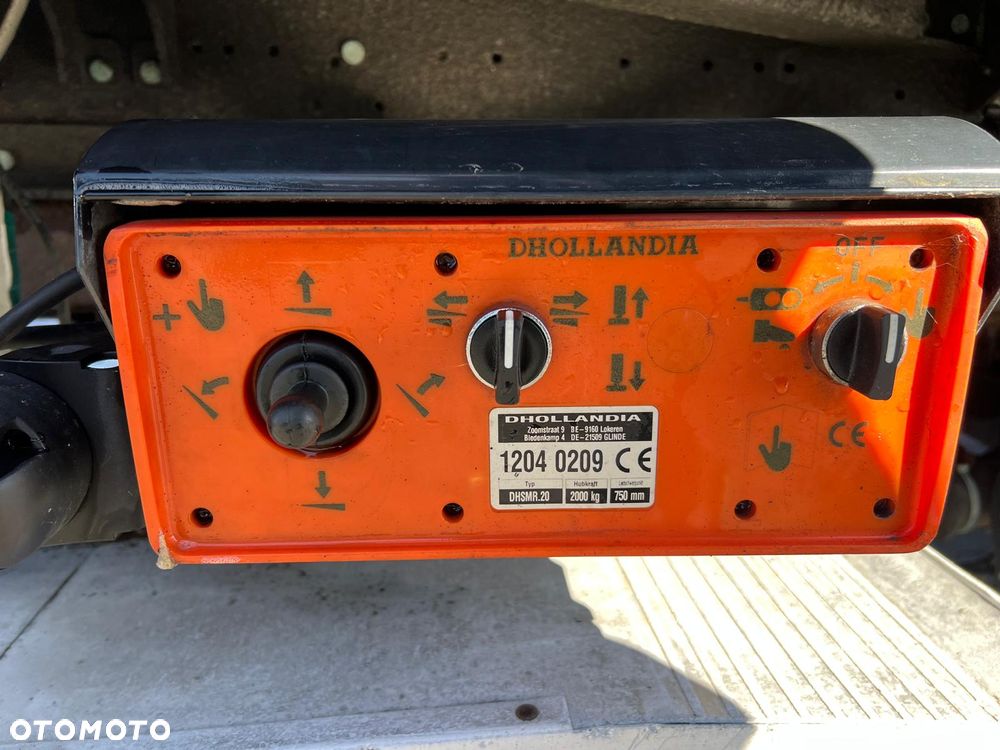 DHOLLANDIA
OFF
+
DHOLLANDIA
Zoomstraat 9 BE-9160 Lokeren
Biedenkamp 4 DE-21509 GLINDE
1204 0209 CE
Typ Hubkraft
DHSMR.20 2000 kg 750 mm
CE
OTOMOTO